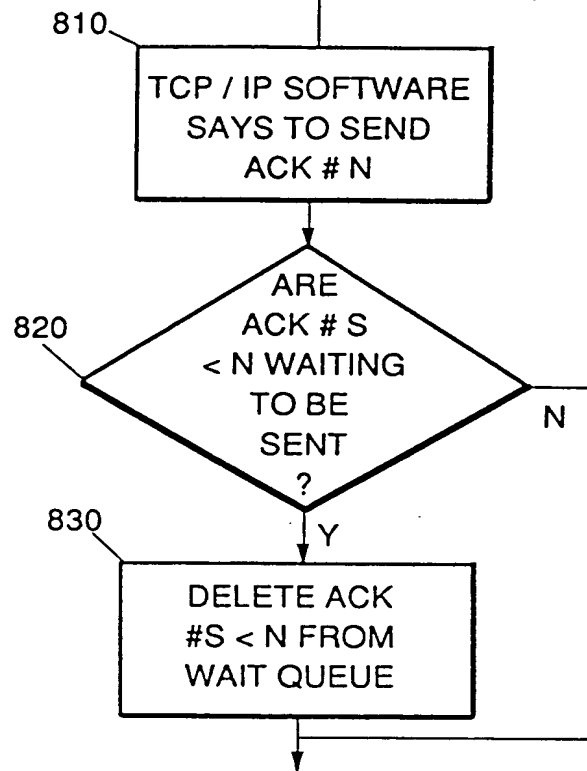 810
TCP / IP SOFTWARE
SAYS TO SEND
ACK # N
820
ARE
ACK # S
< N WAITING
TO BE
SENT
?
N
Y
830
DELETE ACK
#S < N FROM
WAIT QUEUE